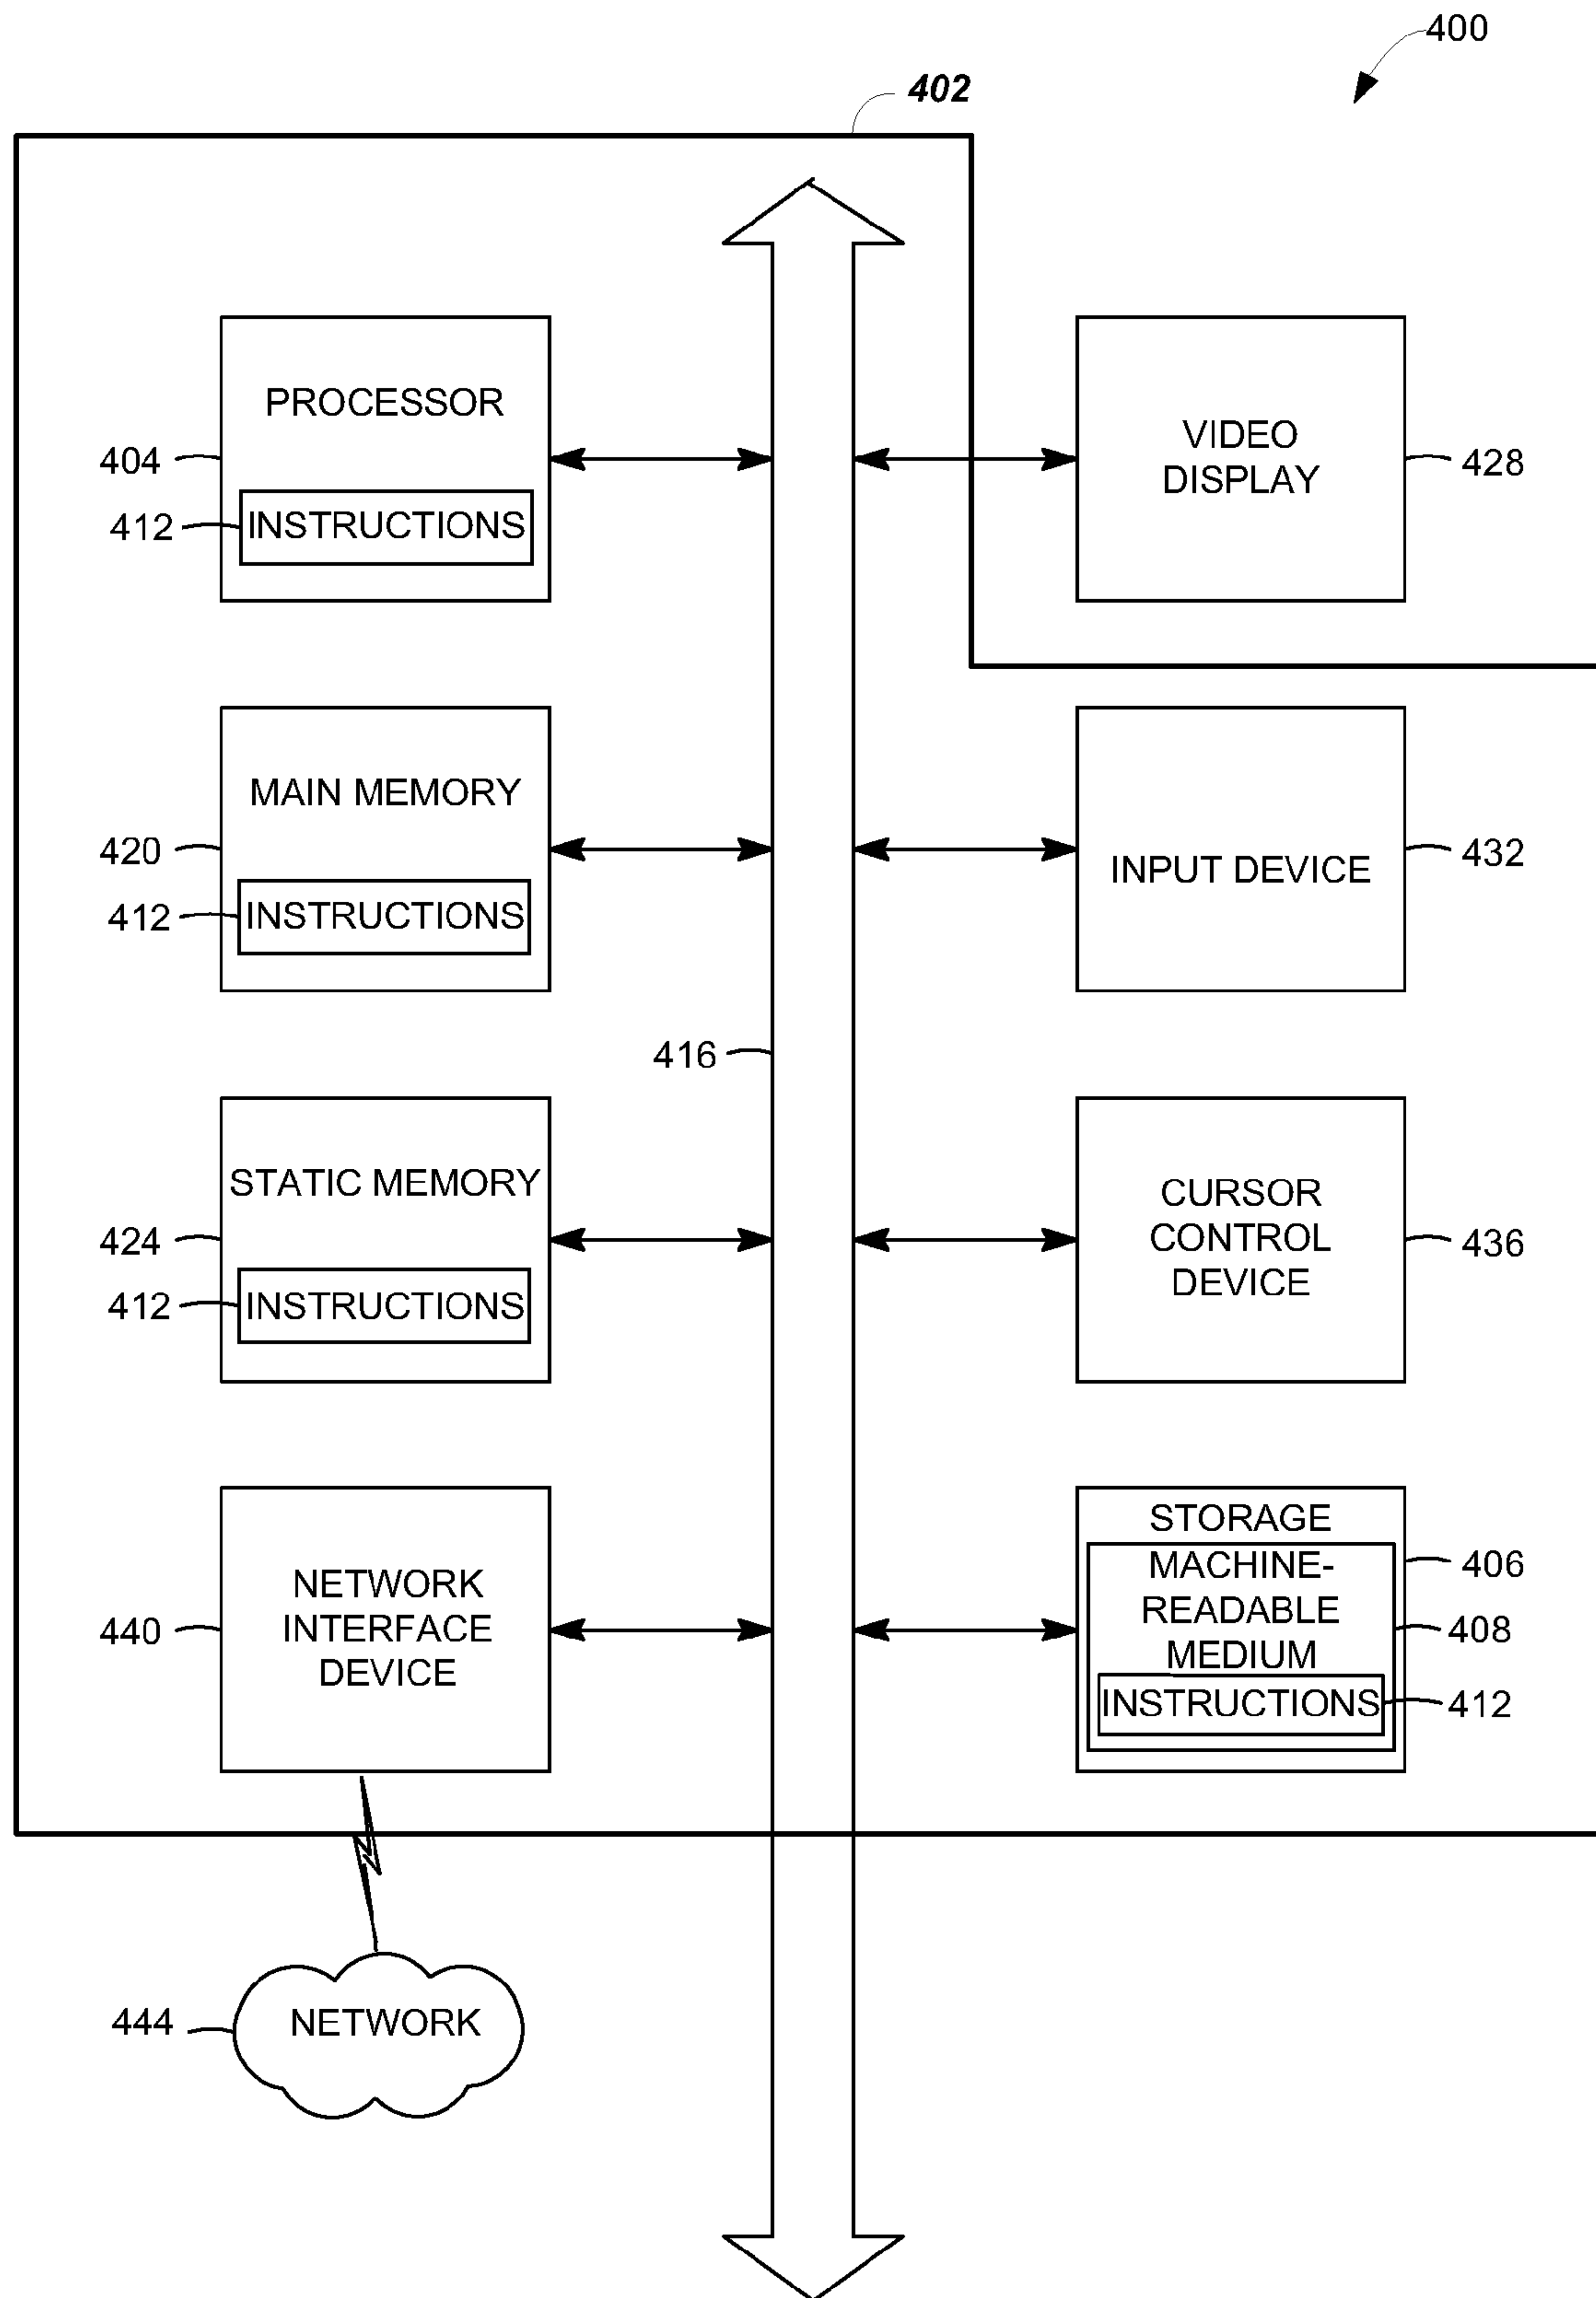 400
402
PROCESSOR
404
412
INSTRUCTIONS
VIDEO
DISPLAY
428
MAIN MEMORY
420
412
INSTRUCTIONS
INPUT DEVICE
432
416
STATIC MEMORY
424
412
INSTRUCTIONS
CURSOR
CONTROL
DEVICE
436
NETWORK
INTERFACE
DEVICE
440
STORAGE
406
MACHINE-
READABLE
MEDIUM
408
INSTRUCTIONS
412
444
NETWORK